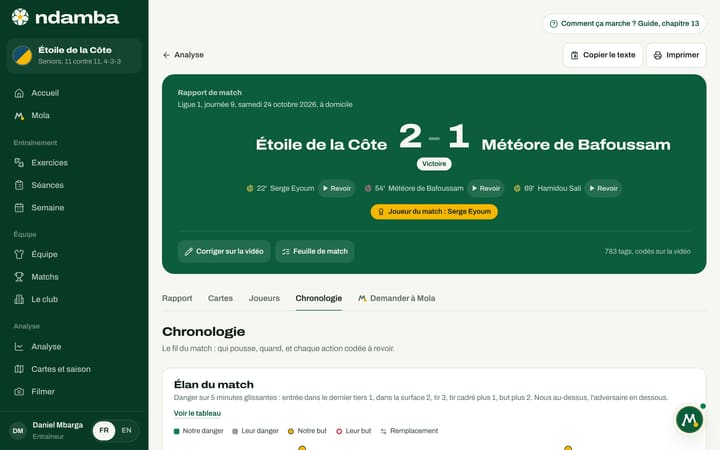 ndamba
Étoile de la Côte
Seniors, 11 contre 11, 4-3-3
Accueil
Mola
Entraînement
Exercices
Séances
Semaine
Équipe
Équipe
Matchs
Le club
Analyse
Analyse
Cartes et saison
Filmer
DM
Daniel Mbarga
Entraîneur
FR
EN
Comment ça marche ? Guide, chapitre 13
Analyse
Copier le texte
Imprimer
Rapport de match
Ligue 1, journée 9, samedi 24 octobre 2026, à domicile
Étoile de la Côte 2 - 1 Météore de Bafoussam
Victoire
22' Serge Eyoum Revoir 54' Météore de Bafoussam Revoir 69' Hamidou Sali Revoir
Joueur du match : Serge Eyoum
Corriger sur la vidéo
Feuille de match
783 tags, codés sur la vidéo
Rapport
Cartes
Joueurs
Chronologie
Demander à Mola
Chronologie
Le fil du match : qui pousse, quand, et chaque action codée à revoir.
Élan du match
Danger sur 5 minutes glissantes : entrée dans le dernier tiers 1, dans la surface 2, tir 3, tir cadré plus 1, but plus 2. Nous au-dessus, l'adversaire en dessous.
Voir le tableau
Notre danger
Leur danger
Notre but
Leur but
Remplacement